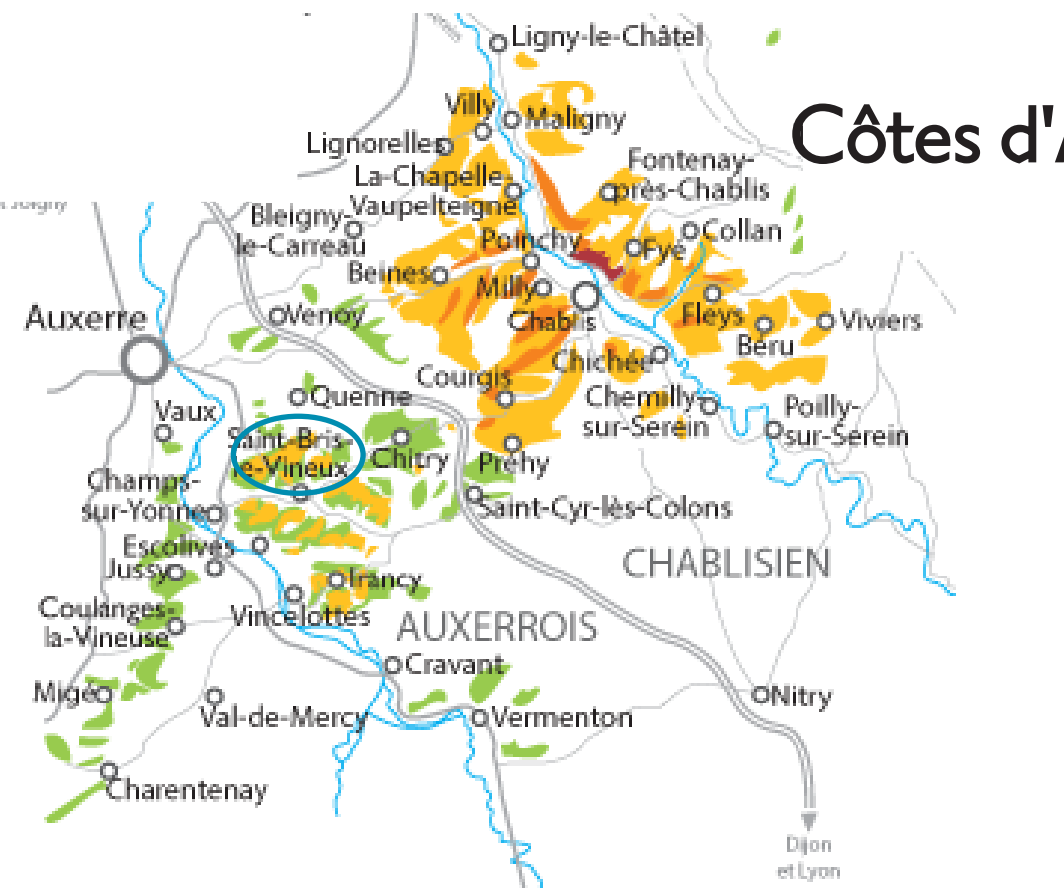 Ligny-le-Châtel
Villy
Maligny
Côtes d'A
Lignorelles
Fontenay-
près-Chablis
La-Chapelle-
Vaupelteigne
Bleigny-
le-Carreau
Collan
Poinchy
Fye
Beines
Milly
Auxerre
Venoy
Chablis
Fleys
Viviers
Béru
Chichée
Courgis
Quenne
Chemilly-
sur-Serein
Poilly-
sur-Serein
Vaux
Saint-Bris-
le-Vineux
Chitry
Préhy
Champs-
sur-Yonne
Saint-Cyr-lès-Colons
Escolives
Jussy
CHABLISIEN
Irancy
Coulanges-
la-Vineuse
Vincelottes
AUXERROIS
Cravant
Migé
Val-de-Mercy
Vermenton
Nitry
Charentenay
Dijon
et Lyon